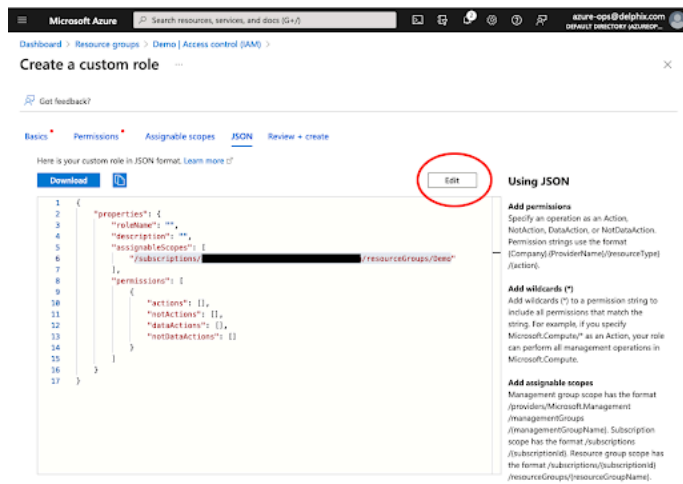 Microsoft Azure
Search resources, services, and docs (G+/)
2
azure-ops@delphix.com
DEFAULT DIRECTORY (AZUREOP...
Dashboard > Resource groups > Demo | Access control (IAM) >
Create a custom role ...
Got feedback?
Basics * Permissions * Assignable scopes JSON Review + create
Here is your custom role in JSON format. Learn more
Download
Edit
1 {
2 "properties": {
3 "roleName": "",
4 "description": "",
5 "assignableScopes": [
6 "/subscriptions/ /resourceGroups/Demo"
7 ],
8 "permissions": [
9 {
10 "actions": [],
11 "notActions": [],
12 "dataActions": [],
13 "notDataActions": []
14 }
15 ]
16 }
17 }
Using JSON
Add permissions
Specify an operation as an Action,
NotAction, DataAction, or NotDataAction.
Permission strings use the format
{Company}.{ProviderName}/{resourceType}
/{action}.
Add wildcards (*)
Add wildcards (*) to a permission string to
include all permissions that match the
string. For example, if you specify
Microsoft.Compute/* as an Action, your role
can perform all management operations in
Microsoft.Compute.
Add assignable scopes
Management group scope has the format
/providers/Microsoft.Management
/managementGroups
/{managementGroupName}. Subscription
scope has the format /subscriptions
/{subscriptionId}. Resource group scope has
the format /subscriptions/{subscriptionId}
/resourceGroups/{resourceGroupName}.